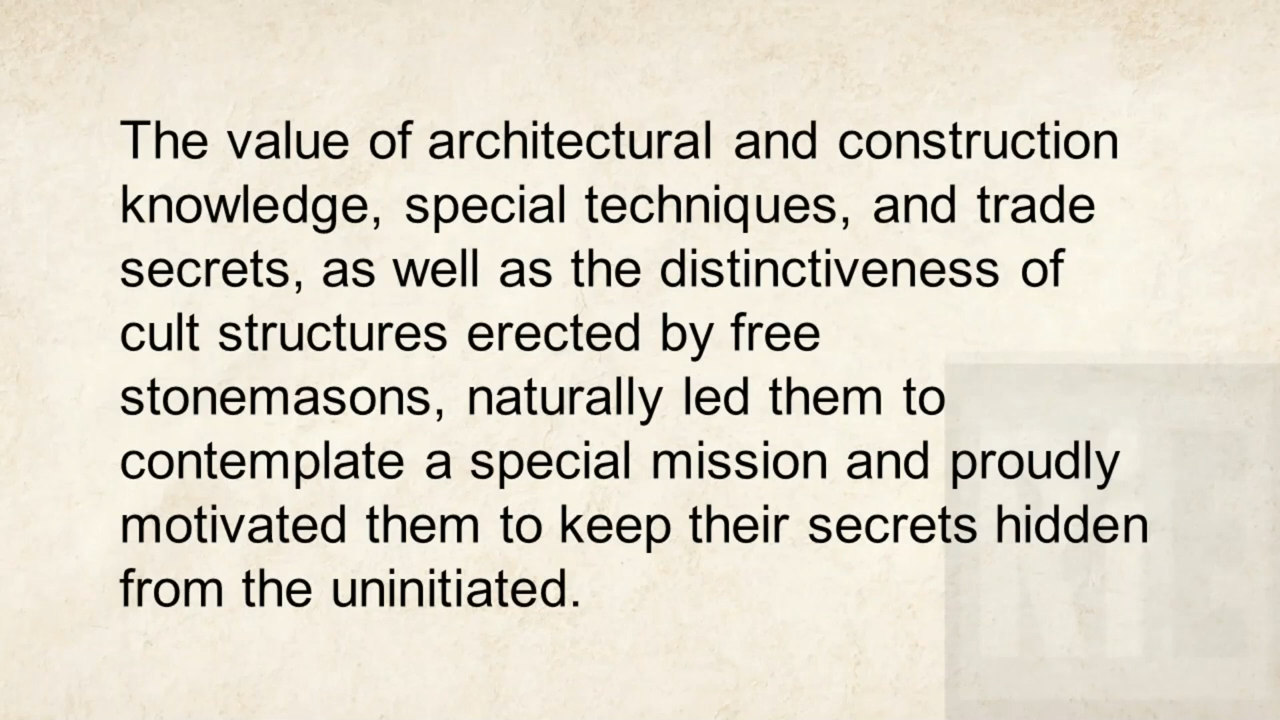 The value of architectural and construction
knowledge, special techniques, and trade
secrets, as well as the distinctiveness of
cult structures erected by free
stonemasons, naturally led them to
contemplate a special mission and proudly
motivated them to keep their secrets hidden
from the uninitiated.